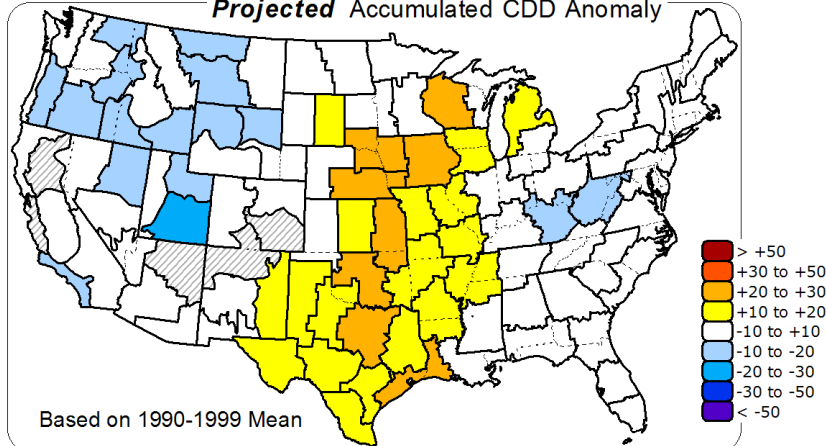 Projected Accumulated CDD Anomaly
> +50
+30 to +50
+20 to +30
+10 to +20
-10 to +10
-10 to -20
-20 to -30
-30 to -50
< -50
Based on 1990-1999 Mean